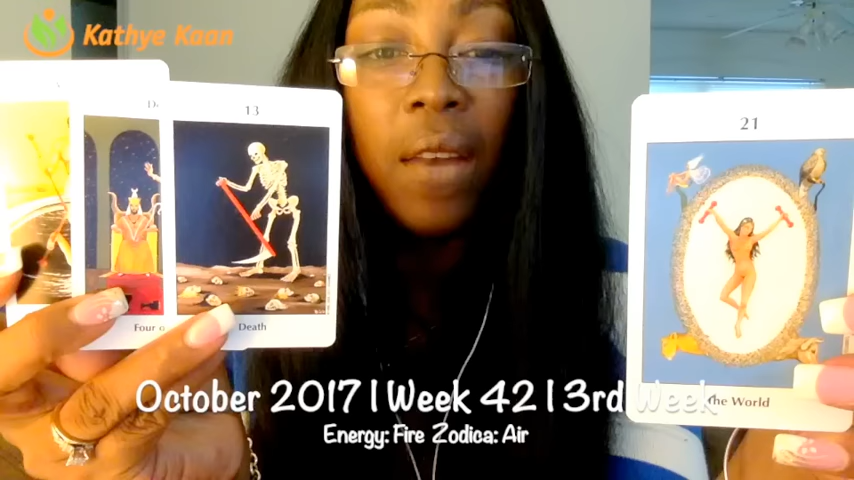 Kathye Kaan
13
21
Four
Death
The World
October 2017 | Week 42 | 3rd Week
Energy: Fire Zodica: Air